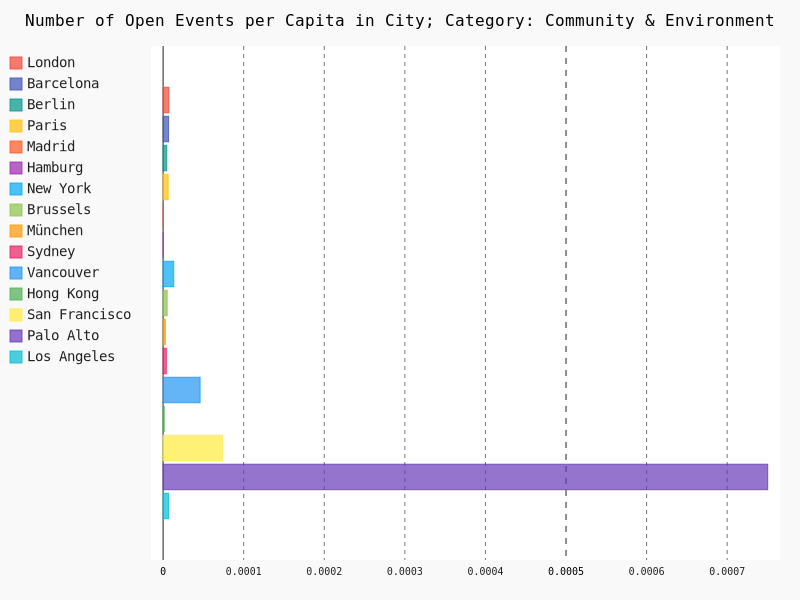 Number of Open Events per Capita in City; Category: Community & Environment
London
Barcelona
Berlin
Paris
Madrid
Hamburg
New York
Brussels
München
Sydney
Vancouver
Hong Kong
San Francisco
Palo Alto
Los Angeles
0 0.0001 0.0002 0.0003 0.0004 0.0005 0.0006 0.0007